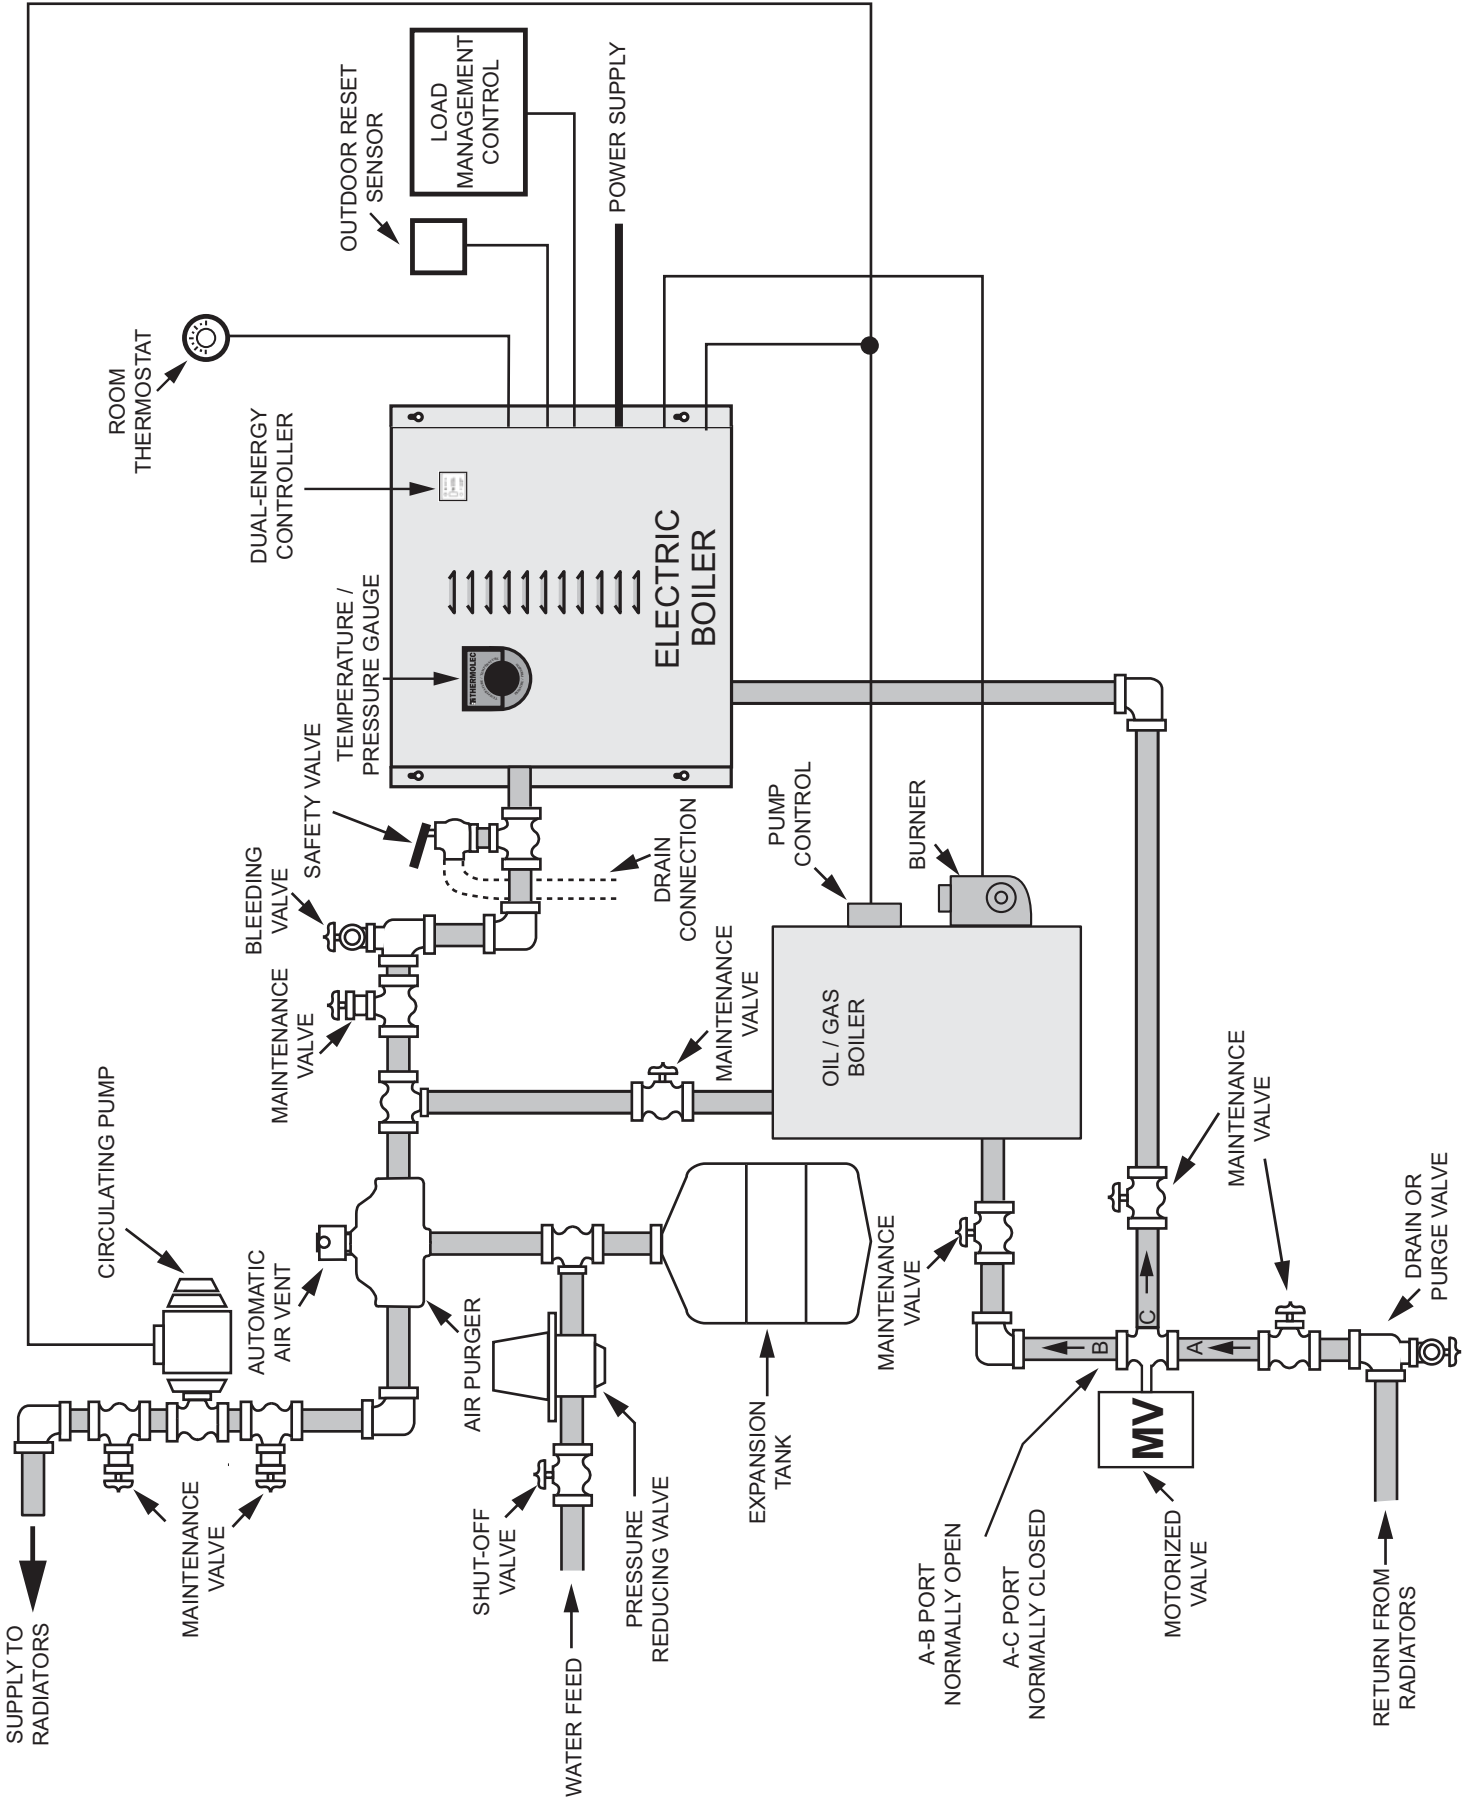 ROOM
THERMOSTAT
OUTDOOR RESET
SENSOR
LOAD
MANAGEMENT
CONTROL
POWER SUPPLY
DUAL-ENERGY
CONTROLLER
TEMPERATURE /
PRESSURE GAUGE
THERMOLEC
ELECTRIC
BOILER
SAFETY VALVE
BLEEDING
VALVE
DRAIN
CONNECTION
MAINTENANCE
VALVE
MAINTENANCE
VALVE
PUMP
CONTROL
BURNER
OIL / GAS
BOILER
CIRCULATING PUMP
AUTOMATIC
AIR VENT
AIR PURGER
MAINTENANCE
VALVE
SUPPLY TO
RADIATORS
SHUT-OFF
VALVE
WATER FEED
PRESSURE
REDUCING VALVE
EXPANSION
TANK
MAINTENANCE
VALVE
MAINTENANCE
VALVE
A
B
C
MV
A-B PORT
NORMALLY OPEN
A-C PORT
NORMALLY CLOSED
MOTORIZED
VALVE
DRAIN OR
PURGE VALVE
RETURN FROM
RADIATORS